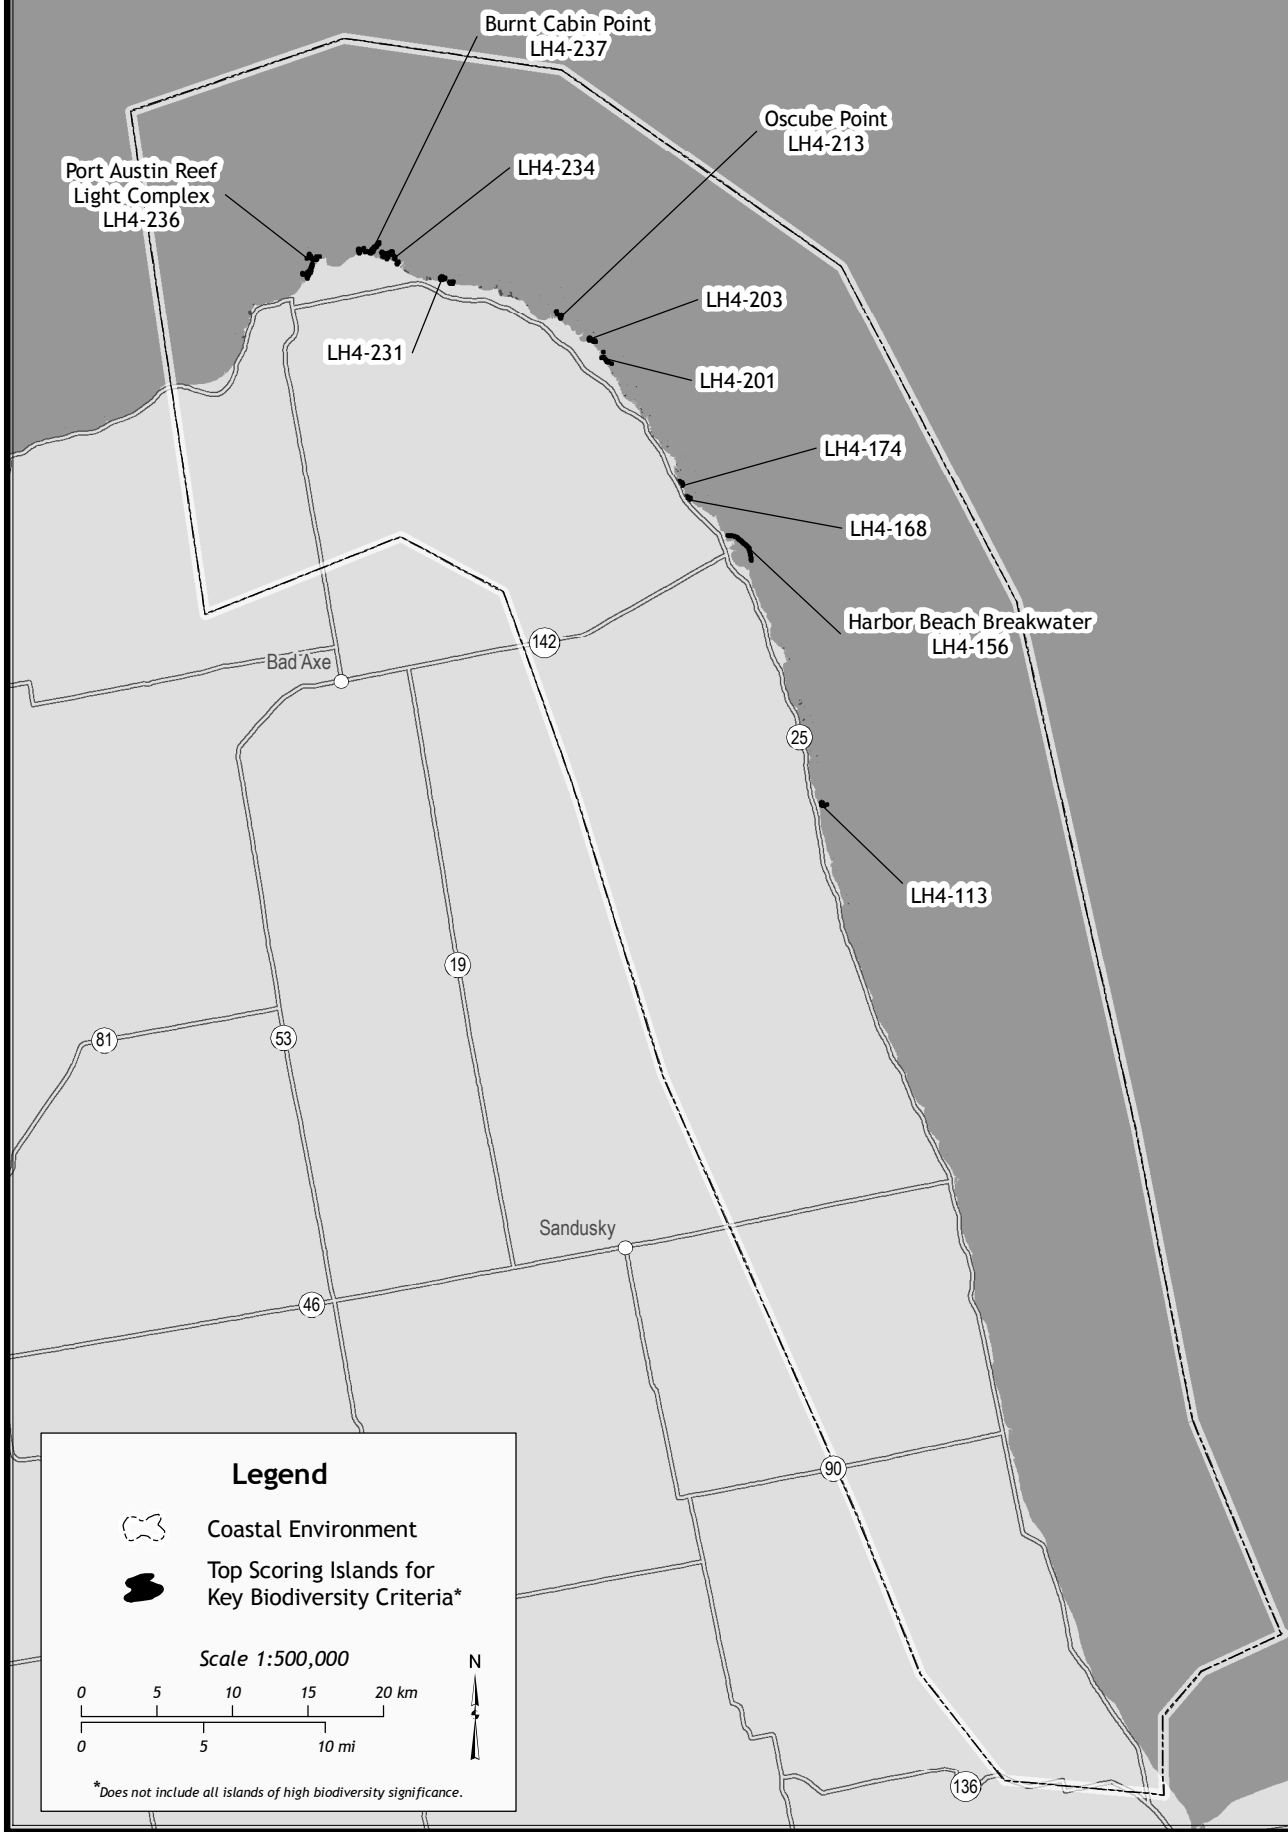 Burnt Cabin Point
LH4-237
Oscube Point
LH4-213
Port Austin Reef
Light Complex
LH4-236
LH4-234
LH4-203
LH4-231
LH4-201
LH4-174
LH4-168
Harbor Beach Breakwater
LH4-156
142
Bad Axe
25
LH4-113
19
81
53
Sandusky
46
90
136
Legend
Coastal Environment
Top Scoring Islands for
Key Biodiversity Criteria*
Scale 1:500,000
N
0 5 10 15 20 km
0 5 10 mi
*Does not include all islands of high biodiversity significance.